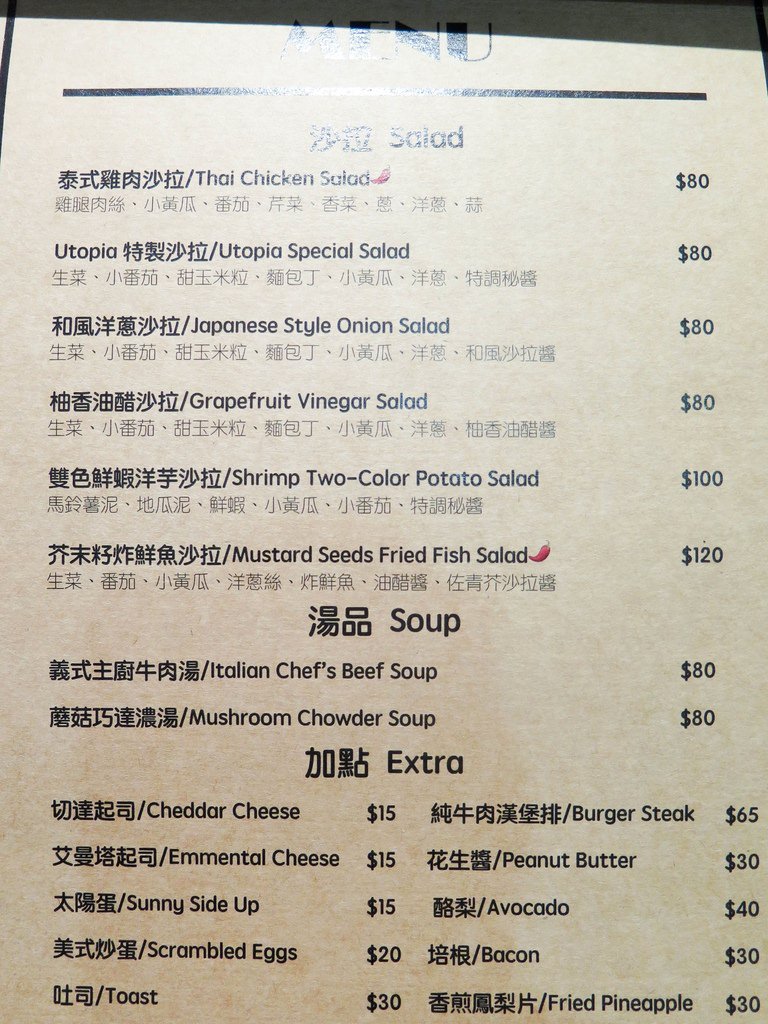 MENU
沙拉 Salad
泰式雞肉沙拉/Thai Chicken Salad $80
雞腿肉絲、小黃瓜、番茄、芹菜、香菜、蔥、洋蔥、蒜
Utopia 特製沙拉/Utopia Special Salad $80
生菜、小番茄、甜玉米粒、麵包丁、小黃瓜、洋蔥、特調秘醬
和風洋蔥沙拉/Japanese Style Onion Salad $80
生菜、小番茄、甜玉米粒、麵包丁、小黃瓜、洋蔥、和風沙拉醬
柚香油醋沙拉/Grapefruit Vinegar Salad $80
生菜、小番茄、甜玉米粒、麵包丁、小黃瓜、洋蔥、柚香油醋醬
雙色鮮蝦洋芋沙拉/Shrimp Two-Color Potato Salad $100
馬鈴薯泥、地瓜泥、鮮蝦、小黃瓜、小番茄、特調秘醬
芥末籽炸鮮魚沙拉/Mustard Seeds Fried Fish Salad $120
生菜、番茄、小黃瓜、洋蔥絲、炸鮮魚、油醋醬、佐青芥沙拉醬
湯品 Soup
義式主廚牛肉湯/Italian Chef's Beef Soup $80
蘑菇巧達濃湯/Mushroom Chowder Soup $80
加點 Extra
切達起司/Cheddar Cheese $15 純牛肉漢堡排/Burger Steak $65
艾曼塔起司/Emmental Cheese $15 花生醬/Peanut Butter $30
太陽蛋/Sunny Side Up $15 酪梨/Avocado $40
美式炒蛋/Scrambled Eggs $20 培根/Bacon $30
吐司/Toast $30 香煎鳳梨片/Fried Pineapple $30